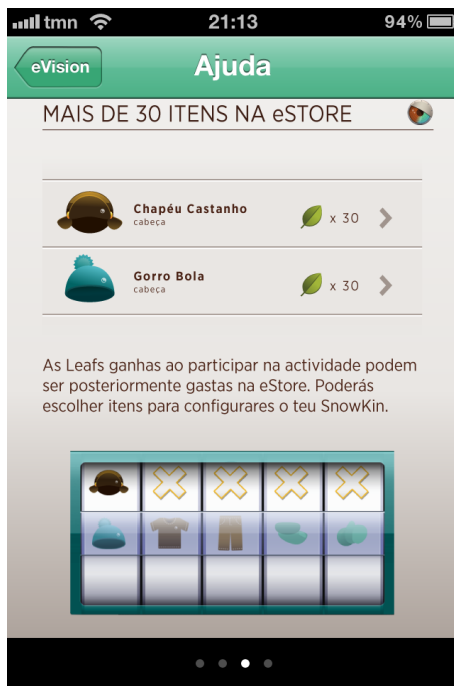 tmn 21:13 94%
eVision Ajuda
MAIS DE 30 ITENS NA eSTORE
Chapéu Castanho
cabeça
x 30
Gorro Bola
cabeça
x 30
As Leafs ganhas ao participar na actividade podem
ser posteriormente gastas na eStore. Poderás
escolher itens para configurares o teu SnowKin.